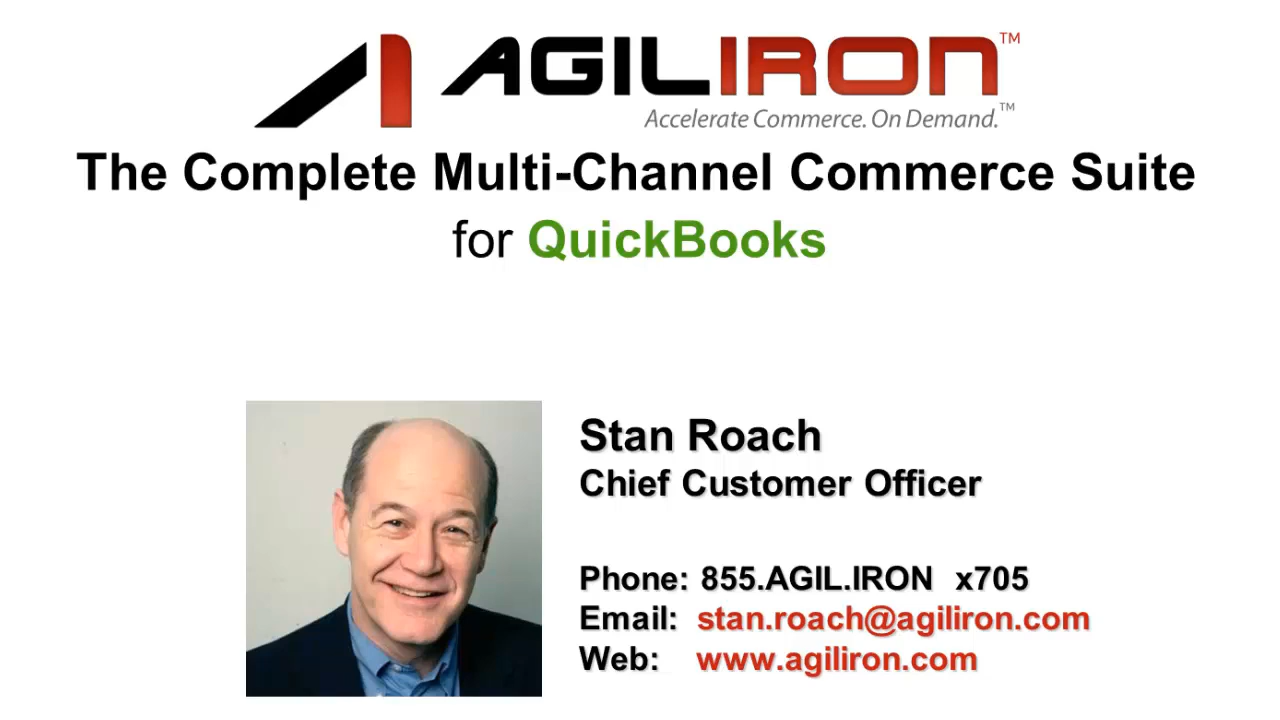 AGILIRON™
Accelerate Commerce. On Demand.™
The Complete Multi-Channel Commerce Suite
for QuickBooks
Stan Roach
Chief Customer Officer
Phone: 855.AGIL.IRON x705
Email: stan.roach@agiliron.com
Web: www.agiliron.com